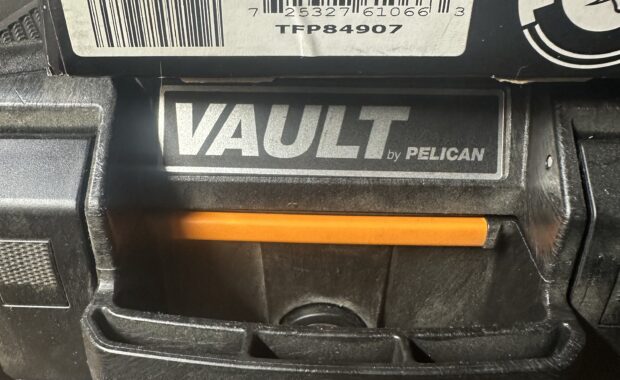 7 25327 61066 3
TFP84907
VAULT by PELICAN